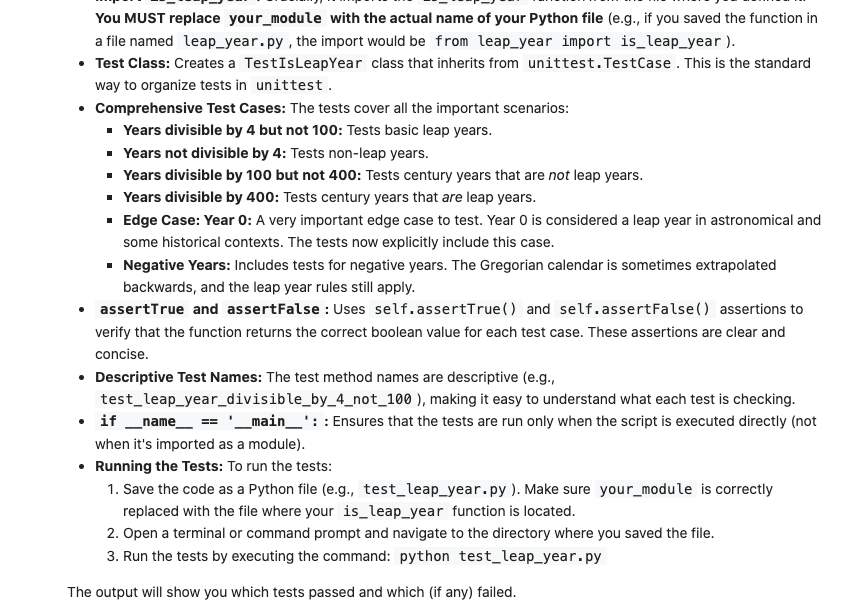 You MUST replace your_module with the actual name of your Python file (e.g., if you saved the function in
a file named leap_year.py , the import would be from leap_year import is_leap_year ).
Test Class: Creates a TestIsLeapYear class that inherits from unittest.TestCase . This is the standard
way to organize tests in unittest .
Comprehensive Test Cases: The tests cover all the important scenarios:
Years divisible by 4 but not 100: Tests basic leap years.
Years not divisible by 4: Tests non-leap years.
Years divisible by 100 but not 400: Tests century years that are not leap years.
Years divisible by 400: Tests century years that are leap years.
Edge Case: Year 0: A very important edge case to test. Year 0 is considered a leap year in astronomical and
some historical contexts. The tests now explicitly include this case.
Negative Years: Includes tests for negative years. The Gregorian calendar is sometimes extrapolated
backwards, and the leap year rules still apply.
assertTrue and assertFalse : Uses self.assertTrue() and self.assertFalse() assertions to
verify that the function returns the correct boolean value for each test case. These assertions are clear and
concise.
Descriptive Test Names: The test method names are descriptive (e.g.,
test_leap_year_divisible_by_4_not_100 ), making it easy to understand what each test is checking.
if __name__ == '__main__': : Ensures that the tests are run only when the script is executed directly (not
when it's imported as a module).
Running the Tests: To run the tests:
1. Save the code as a Python file (e.g., test_leap_year.py ). Make sure your_module is correctly
replaced with the file where your is_leap_year function is located.
2. Open a terminal or command prompt and navigate to the directory where you saved the file.
3. Run the tests by executing the command: python test_leap_year.py
The output will show you which tests passed and which (if any) failed.